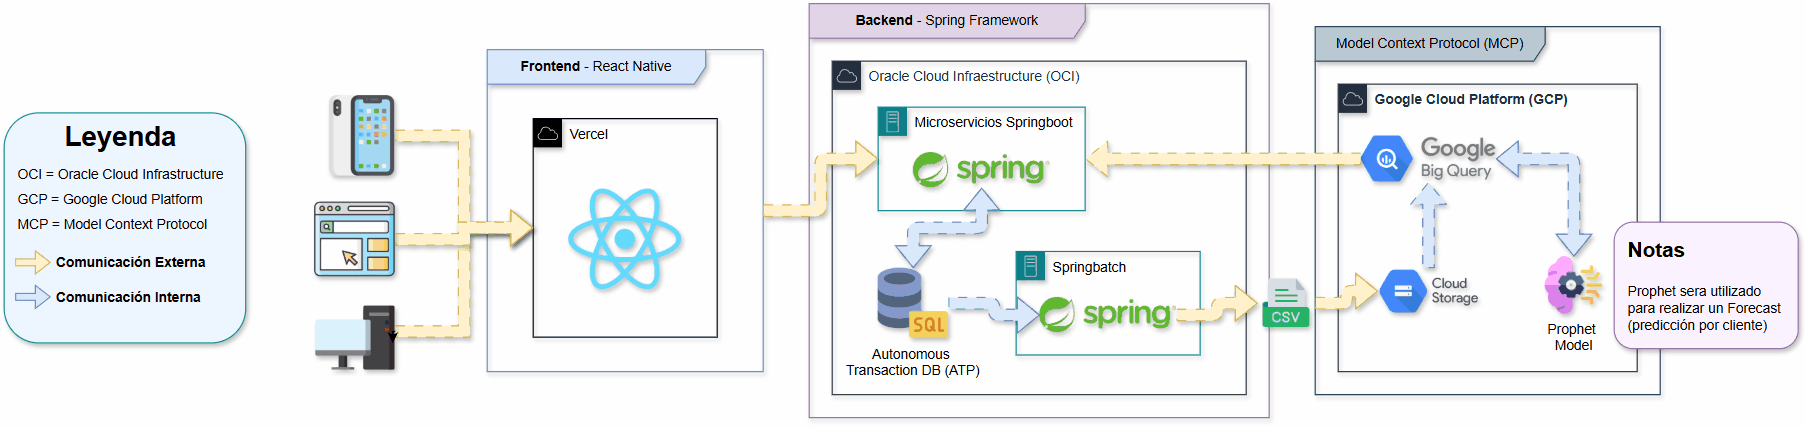 Leyenda
OCI = Oracle Cloud Infrastructure
GCP = Google Cloud Platform
MCP = Model Context Protocol
Comunicación Externa
Comunicación Interna
Frontend - React Native
Vercel
Backend - Spring Framework
Oracle Cloud Infraestructure (OCI)
Microservicios Springboot
spring
Autonomous
Transaction DB (ATP)
SQL
Springbatch
spring
CSV
Model Context Protocol (MCP)
Google Cloud Platform (GCP)
Google
Big Query
Cloud
Storage
Prophet
Model
Notas
Prophet sera utilizado
para realizar un Forecast
(predicción por cliente)